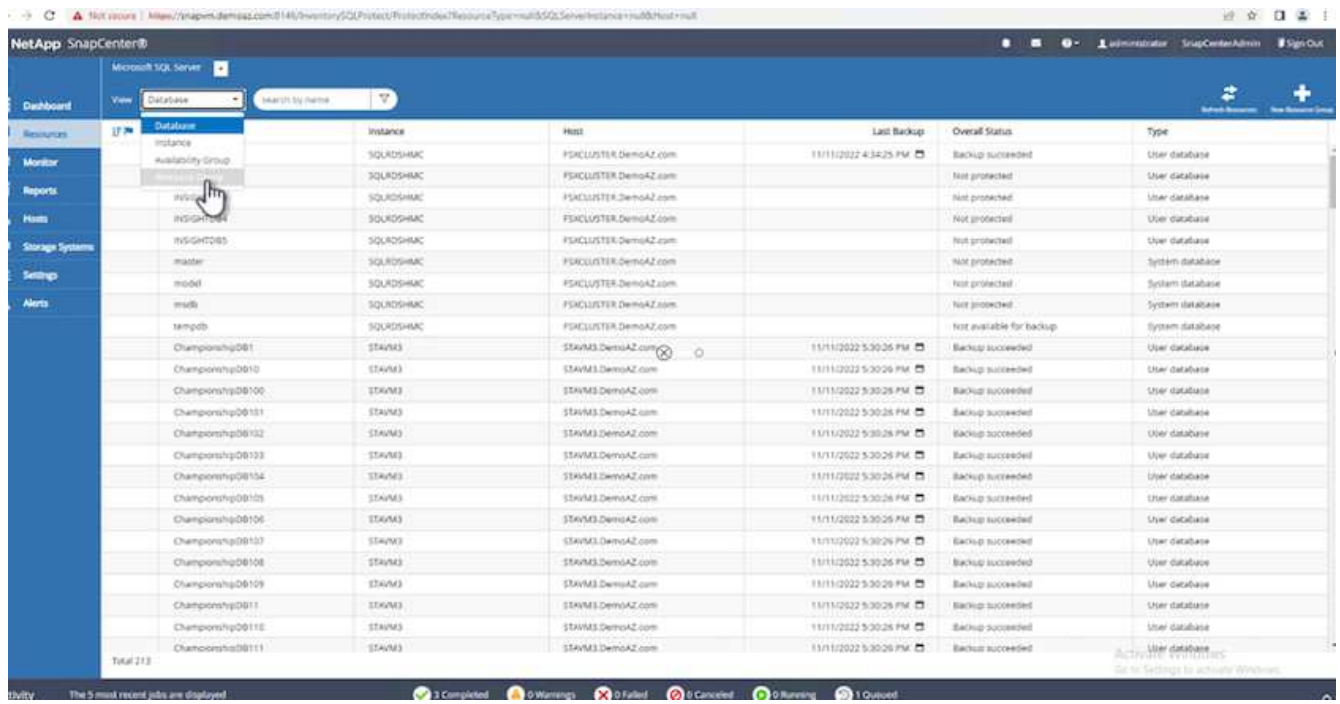 Not secure
NetApp SnapCenter®
administrator SnapCenterAdmin Sign Out
Microsoft SQL Server
Dashboard
View Database search by name
Refresh Resources New Resource Group
Resources
Database
Instance
Availability Group
Instance Host Last Backup Overall Status Type
SQLRDSHMC FSXCLUSTER.DemoAZ.com 11/11/2022 4:34:25 PM Backup succeeded User database
Monitor
SQLRDSHMC FSXCLUSTER.DemoAZ.com Not protected User database
Reports
SQLRDSHMC FSXCLUSTER.DemoAZ.com Not protected User database
Hosts
SQLRDSHMC FSXCLUSTER.DemoAZ.com Not protected User database
Storage Systems
INSIGHTDB5 SQLRDSHMC FSXCLUSTER.DemoAZ.com Not protected User database
master SQLRDSHMC FSXCLUSTER.DemoAZ.com Not protected System database
Settings
model SQLRDSHMC FSXCLUSTER.DemoAZ.com Not protected System database
Alerts
msdb SQLRDSHMC FSXCLUSTER.DemoAZ.com Not protected System database
tempdb SQLRDSHMC FSXCLUSTER.DemoAZ.com Not available for backup System database
ChampionshipDB1 STAVM3 STAVM3.DemoAZ.com 11/11/2022 5:30:26 PM Backup succeeded User database
ChampionshipDB10 STAVM3 STAVM3.DemoAZ.com 11/11/2022 5:30:26 PM Backup succeeded User database
ChampionshipDB100 STAVM3 STAVM3.DemoAZ.com 11/11/2022 5:30:26 PM Backup succeeded User database
ChampionshipDB101 STAVM3 STAVM3.DemoAZ.com 11/11/2022 5:30:26 PM Backup succeeded User database
ChampionshipDB102 STAVM3 STAVM3.DemoAZ.com 11/11/2022 5:30:26 PM Backup succeeded User database
ChampionshipDB103 STAVM3 STAVM3.DemoAZ.com 11/11/2022 5:30:26 PM Backup succeeded User database
ChampionshipDB104 STAVM3 STAVM3.DemoAZ.com 11/11/2022 5:30:26 PM Backup succeeded User database
ChampionshipDB105 STAVM3 STAVM3.DemoAZ.com 11/11/2022 5:30:26 PM Backup succeeded User database
ChampionshipDB106 STAVM3 STAVM3.DemoAZ.com 11/11/2022 5:30:26 PM Backup succeeded User database
ChampionshipDB107 STAVM3 STAVM3.DemoAZ.com 11/11/2022 5:30:26 PM Backup succeeded User database
ChampionshipDB108 STAVM3 STAVM3.DemoAZ.com 11/11/2022 5:30:26 PM Backup succeeded User database
ChampionshipDB109 STAVM3 STAVM3.DemoAZ.com 11/11/2022 5:30:26 PM Backup succeeded User database
ChampionshipDB11 STAVM3 STAVM3.DemoAZ.com 11/11/2022 5:30:26 PM Backup succeeded User database
ChampionshipDB110 STAVM3 STAVM3.DemoAZ.com 11/11/2022 5:30:26 PM Backup succeeded User database
ChampionshipDB111 STAVM3 STAVM3.DemoAZ.com 11/11/2022 5:30:26 PM Backup succeeded User database
Total 213
Activate Windows
Go to Settings to activate Windows.
tivity The 5 most recent jobs are displayed 3 Completed 0 Warnings 0 Failed 0 Canceled 0 Running 1 Queued